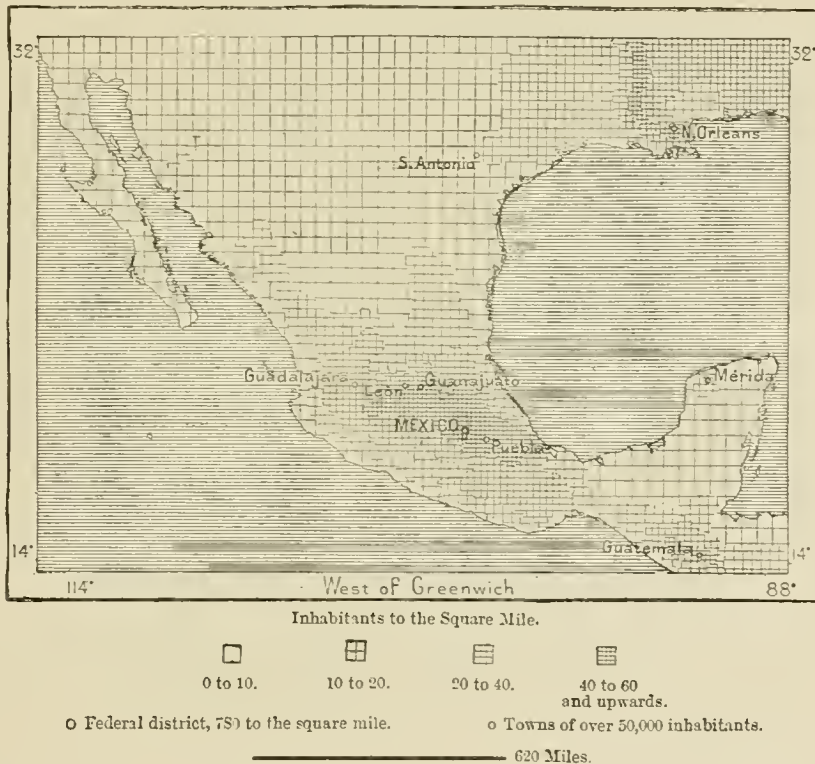 32° 32°
N. Orleans
S. Antonio
Guadalajara León Guanajuato Mérida
MEXICO
Puebla
14° Guatemala 14°
114° West of Greenwich 88°
Inhabitants to the Square Mile.
0 to 10. 10 to 20. 20 to 40. 40 to 60
and upwards.
Federal district, 780 to the square mile. Towns of over 50,000 inhabitants.
620 Miles.